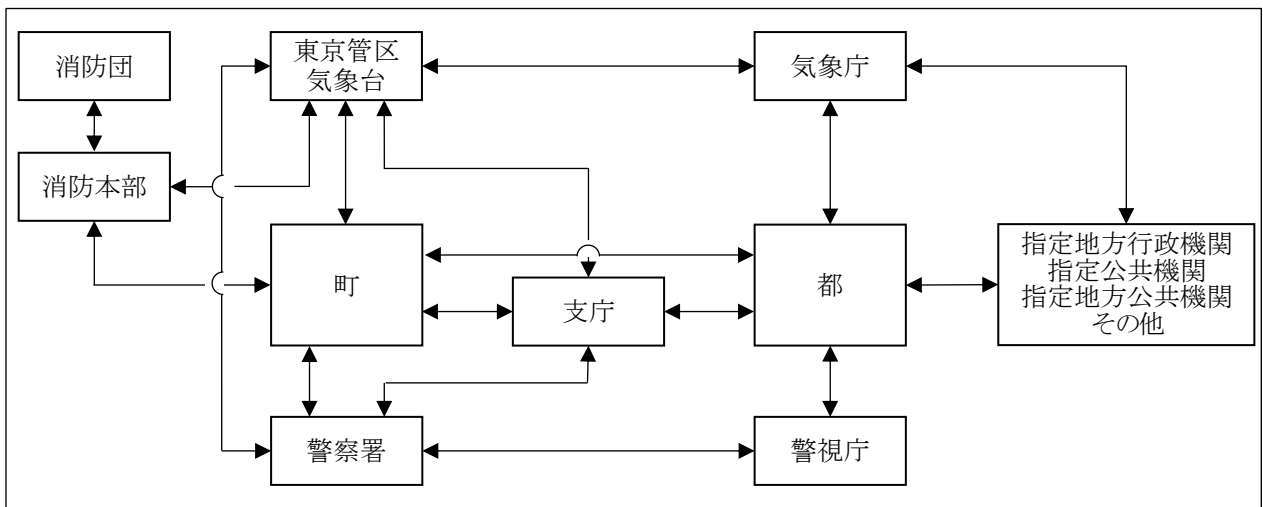 消防団
東京管区
気象台
気象庁
消防本部
町
支庁
都
指定地方行政機関
指定公共機関
指定地方公共機関
その他
警察署
警視庁